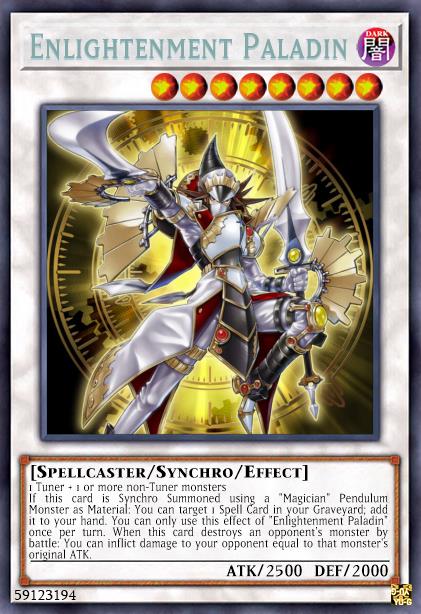 ENLIGHTENMENT PALADIN
DARK
闇
[SPELLCASTER/SYNCHRO/EFFECT]
1 Tuner + 1 or more non-Tuner monsters
If this card is Synchro Summoned using a "Magician" Pendulum
Monster as Material: You can target 1 Spell Card in your Graveyard; add
it to your hand. You can only use this effect of "Enlightenment Paladin"
once per turn. When this card destroys an opponent's monster by
battle: You can inflict damage to your opponent equal to that monster's
original ATK.
ATK/2500 DEF/2000
59123194